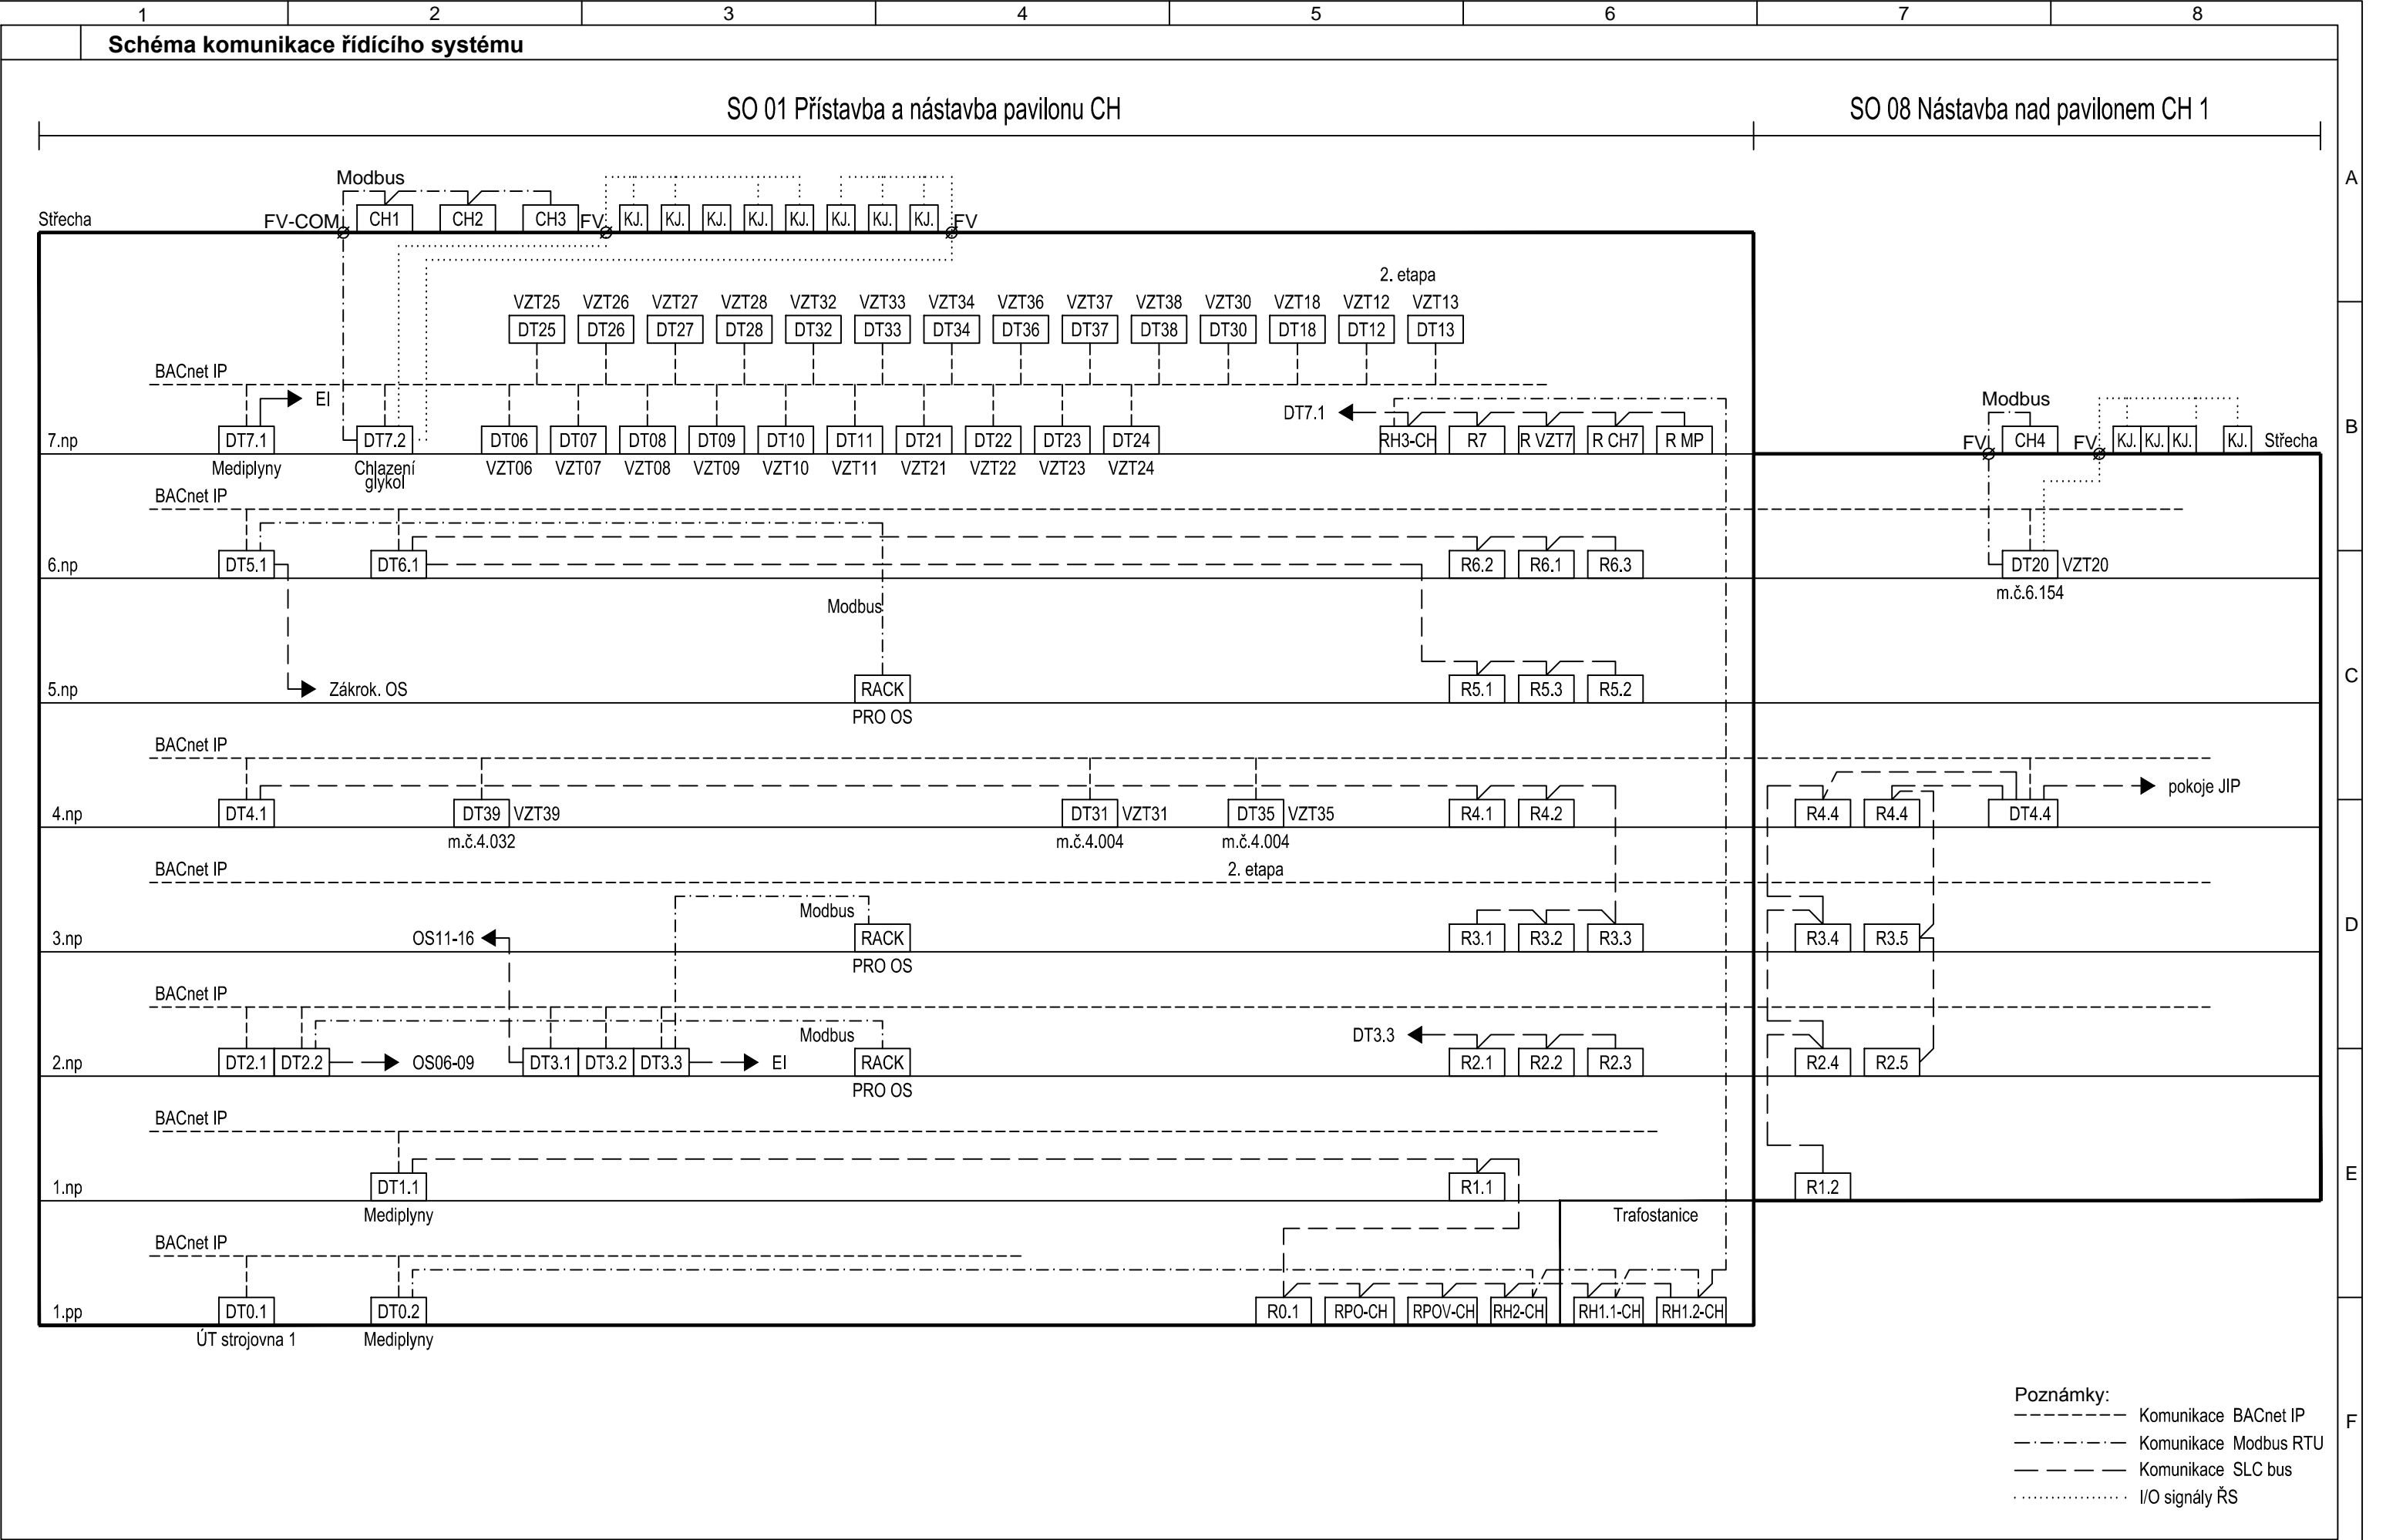 1 2 3 4 5 6 7 8
Schéma komunikace řídícího systému
SO 01 Přístavba a nástavba pavilonu CH SO 08 Nástavba nad pavilonem CH 1
A
Modbus
Střecha FV-COM CH1 CH2 CH3 FV KJ. KJ. KJ. KJ. KJ. KJ. KJ. KJ. FV
2. etapa
VZT25 VZT26 VZT27 VZT28 VZT32 VZT33 VZT34 VZT36 VZT37 VZT38 VZT30 VZT18 VZT12 VZT13
DT25 DT26 DT27 DT28 DT32 DT33 DT34 DT36 DT37 DT38 DT30 DT18 DT12 DT13
BACnet IP
EI DT7.1 Modbus
B
7.np DT7.1 DT7.2 DT06 DT07 DT08 DT09 DT10 DT11 DT21 DT22 DT23 DT24 RH3-CH R7 R VZT7 R CH7 R MP FV CH4 FV KJ. KJ. KJ. KJ. Střecha B
Mediplyny Chlazení VZT06 VZT07 VZT08 VZT09 VZT10 VZT11 VZT21 VZT22 VZT23 VZT24
glykol
BACnet IP
6.np DT5.1 DT6.1 R6.2 R6.1 R6.3 DT20 VZT20
m.č.6.154
Modbus
C
5.np Zákrok. OS RACK R5.1 R5.3 R5.2
PRO OS
BACnet IP
pokoje JIP
4.np DT4.1 DT39 VZT39 DT31 VZT31 DT35 VZT35 R4.1 R4.2 R4.4 R4.4 DT4.4
m.č.4.032 m.č.4.004 m.č.4.004
BACnet IP 2. etapa
Modbus
D
3.np OS11-16 RACK R3.1 R3.2 R3.3 R3.4 R3.5
PRO OS
BACnet IP
Modbus DT3.3
2.np DT2.1 DT2.2 OS06-09 DT3.1 DT3.2 DT3.3 EI RACK R2.1 R2.2 R2.3 R2.4 R2.5
PRO OS
BACnet IP
E
1.np DT1.1 R1.1 R1.2
Mediplyny Trafostanice
BACnet IP
1.pp DT0.1 DT0.2 R0.1 RPO-CH RPOV-CH RH2-CH RH1.1-CH RH1.2-CH
ÚT strojovna 1 Mediplyny
F
Poznámky:
Komunikace BACnet IP
Komunikace Modbus RTU
Komunikace SLC bus
I/O signály ŘS